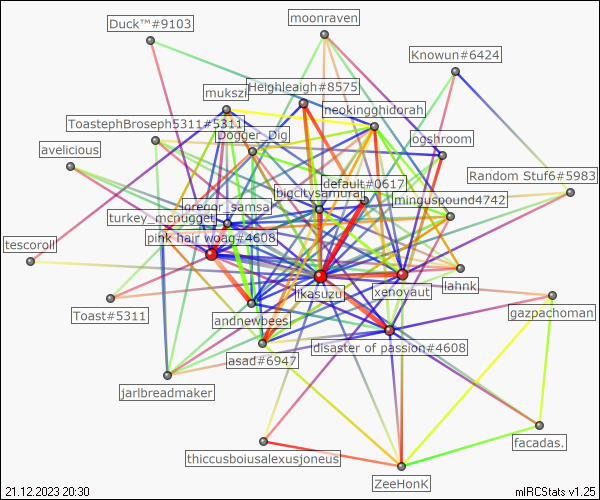 moonraven
Duck™#9103
Knowun#6424
mukszi
Heighleaigh#8575
neokingghidorah
ToastephBroseph5311#5311
Dogger_Dig
ogshroom
avelicious
default#0617
Random Stuf6#5983
bigcitysamurai
minguspound4742
gregor_samsa
turkey_mcnugget
pink hair woag#4608
tescoroll
lahnk
ikasuzu
xenoyaut
Toast#5311
gazpachoman
andnewbees
disaster of passion#4608
asad#6947
jarlbreadmaker
facadas.
thiccusboiusalexusjoneus
ZeeHonK
21.12.2023 20:30
mIRCStats v1.25